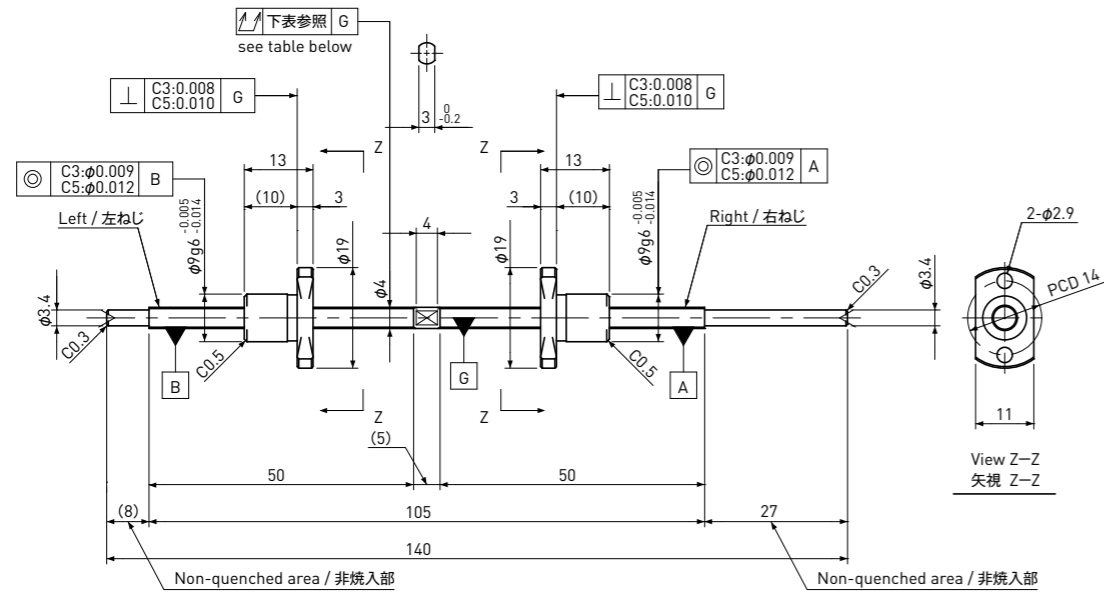 下表参照 G
see table below
⊥ C3:0.008 G
C5:0.010
⊥ C3:0.008 G
C5:0.010
3 0
-0.2
Z
Z
◎ C3:φ0.009 B
C5:φ0.012
13
13
◎ C3:φ0.009 A
C5:φ0.012
(10)
3
3
(10)
Left / 左ねじ
φ9g6 -0.005
-0.014
φ19
φ4
4
φ19
φ9g6 -0.005
-0.014
Right / 右ねじ
2-φ2.9
φ3.4
C0.3
φ3.4
C0.3
PCD 14
B
C0.5
G
C0.5
A
Z
Z
11
(5)
View Z-Z
矢視 Z-Z
50
50
(8)
105
27
140
Non-quenched area / 非焼入部
Non-quenched area / 非焼入部